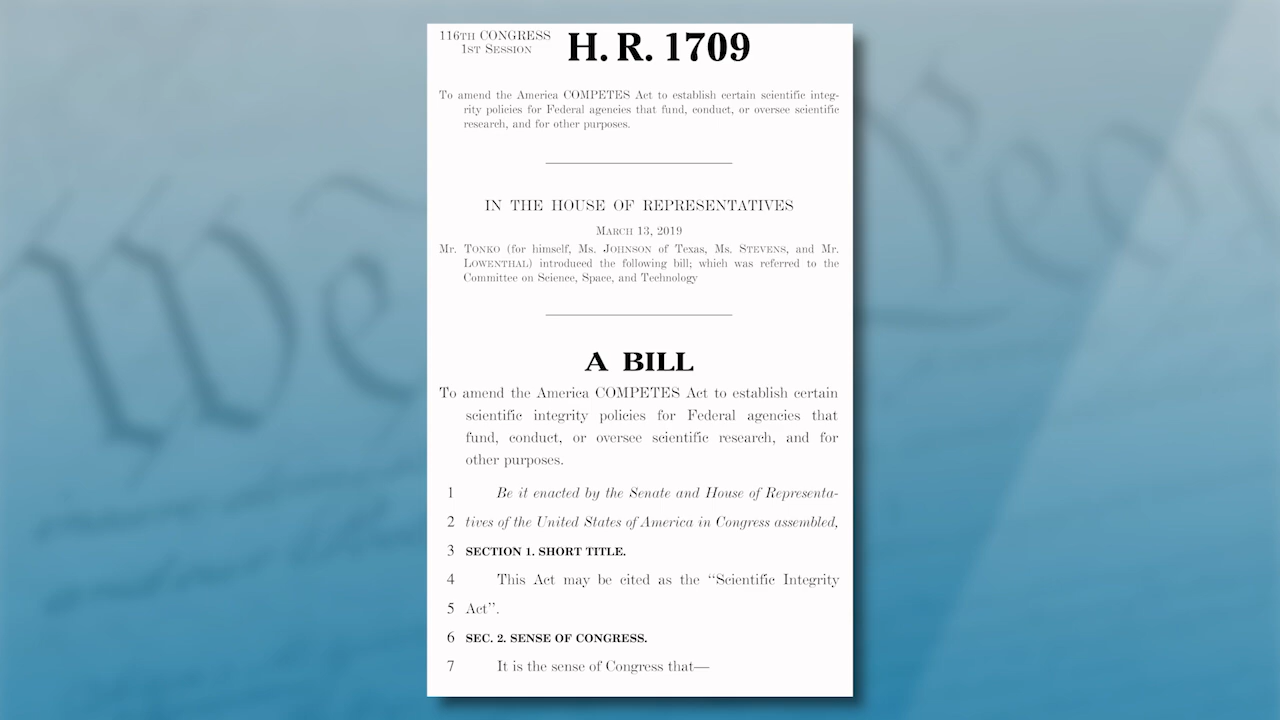 116TH CONGRESS
1ST SESSION
H. R. 1709
To amend the America COMPETES Act to establish certain scientific integ-
rity policies for Federal agencies that fund, conduct, or oversee scientific
research, and for other purposes.
IN THE HOUSE OF REPRESENTATIVES
MARCH 13, 2019
Mr. TONKO (for himself, Ms. JOHNSON of Texas, Ms. STEVENS, and Mr.
LOWENTHAL) introduced the following bill; which was referred to the
Committee on Science, Space, and Technology
A BILL
To amend the America COMPETES Act to establish certain
scientific integrity policies for Federal agencies that
fund, conduct, or oversee scientific research, and for
other purposes.
1 Be it enacted by the Senate and House of Representa-
2 tives of the United States of America in Congress assembled,
3 SECTION 1. SHORT TITLE.
4 This Act may be cited as the ‘‘Scientific Integrity
5 Act’’.
6 SEC. 2. SENSE OF CONGRESS.
7 It is the sense of Congress that—
We
People